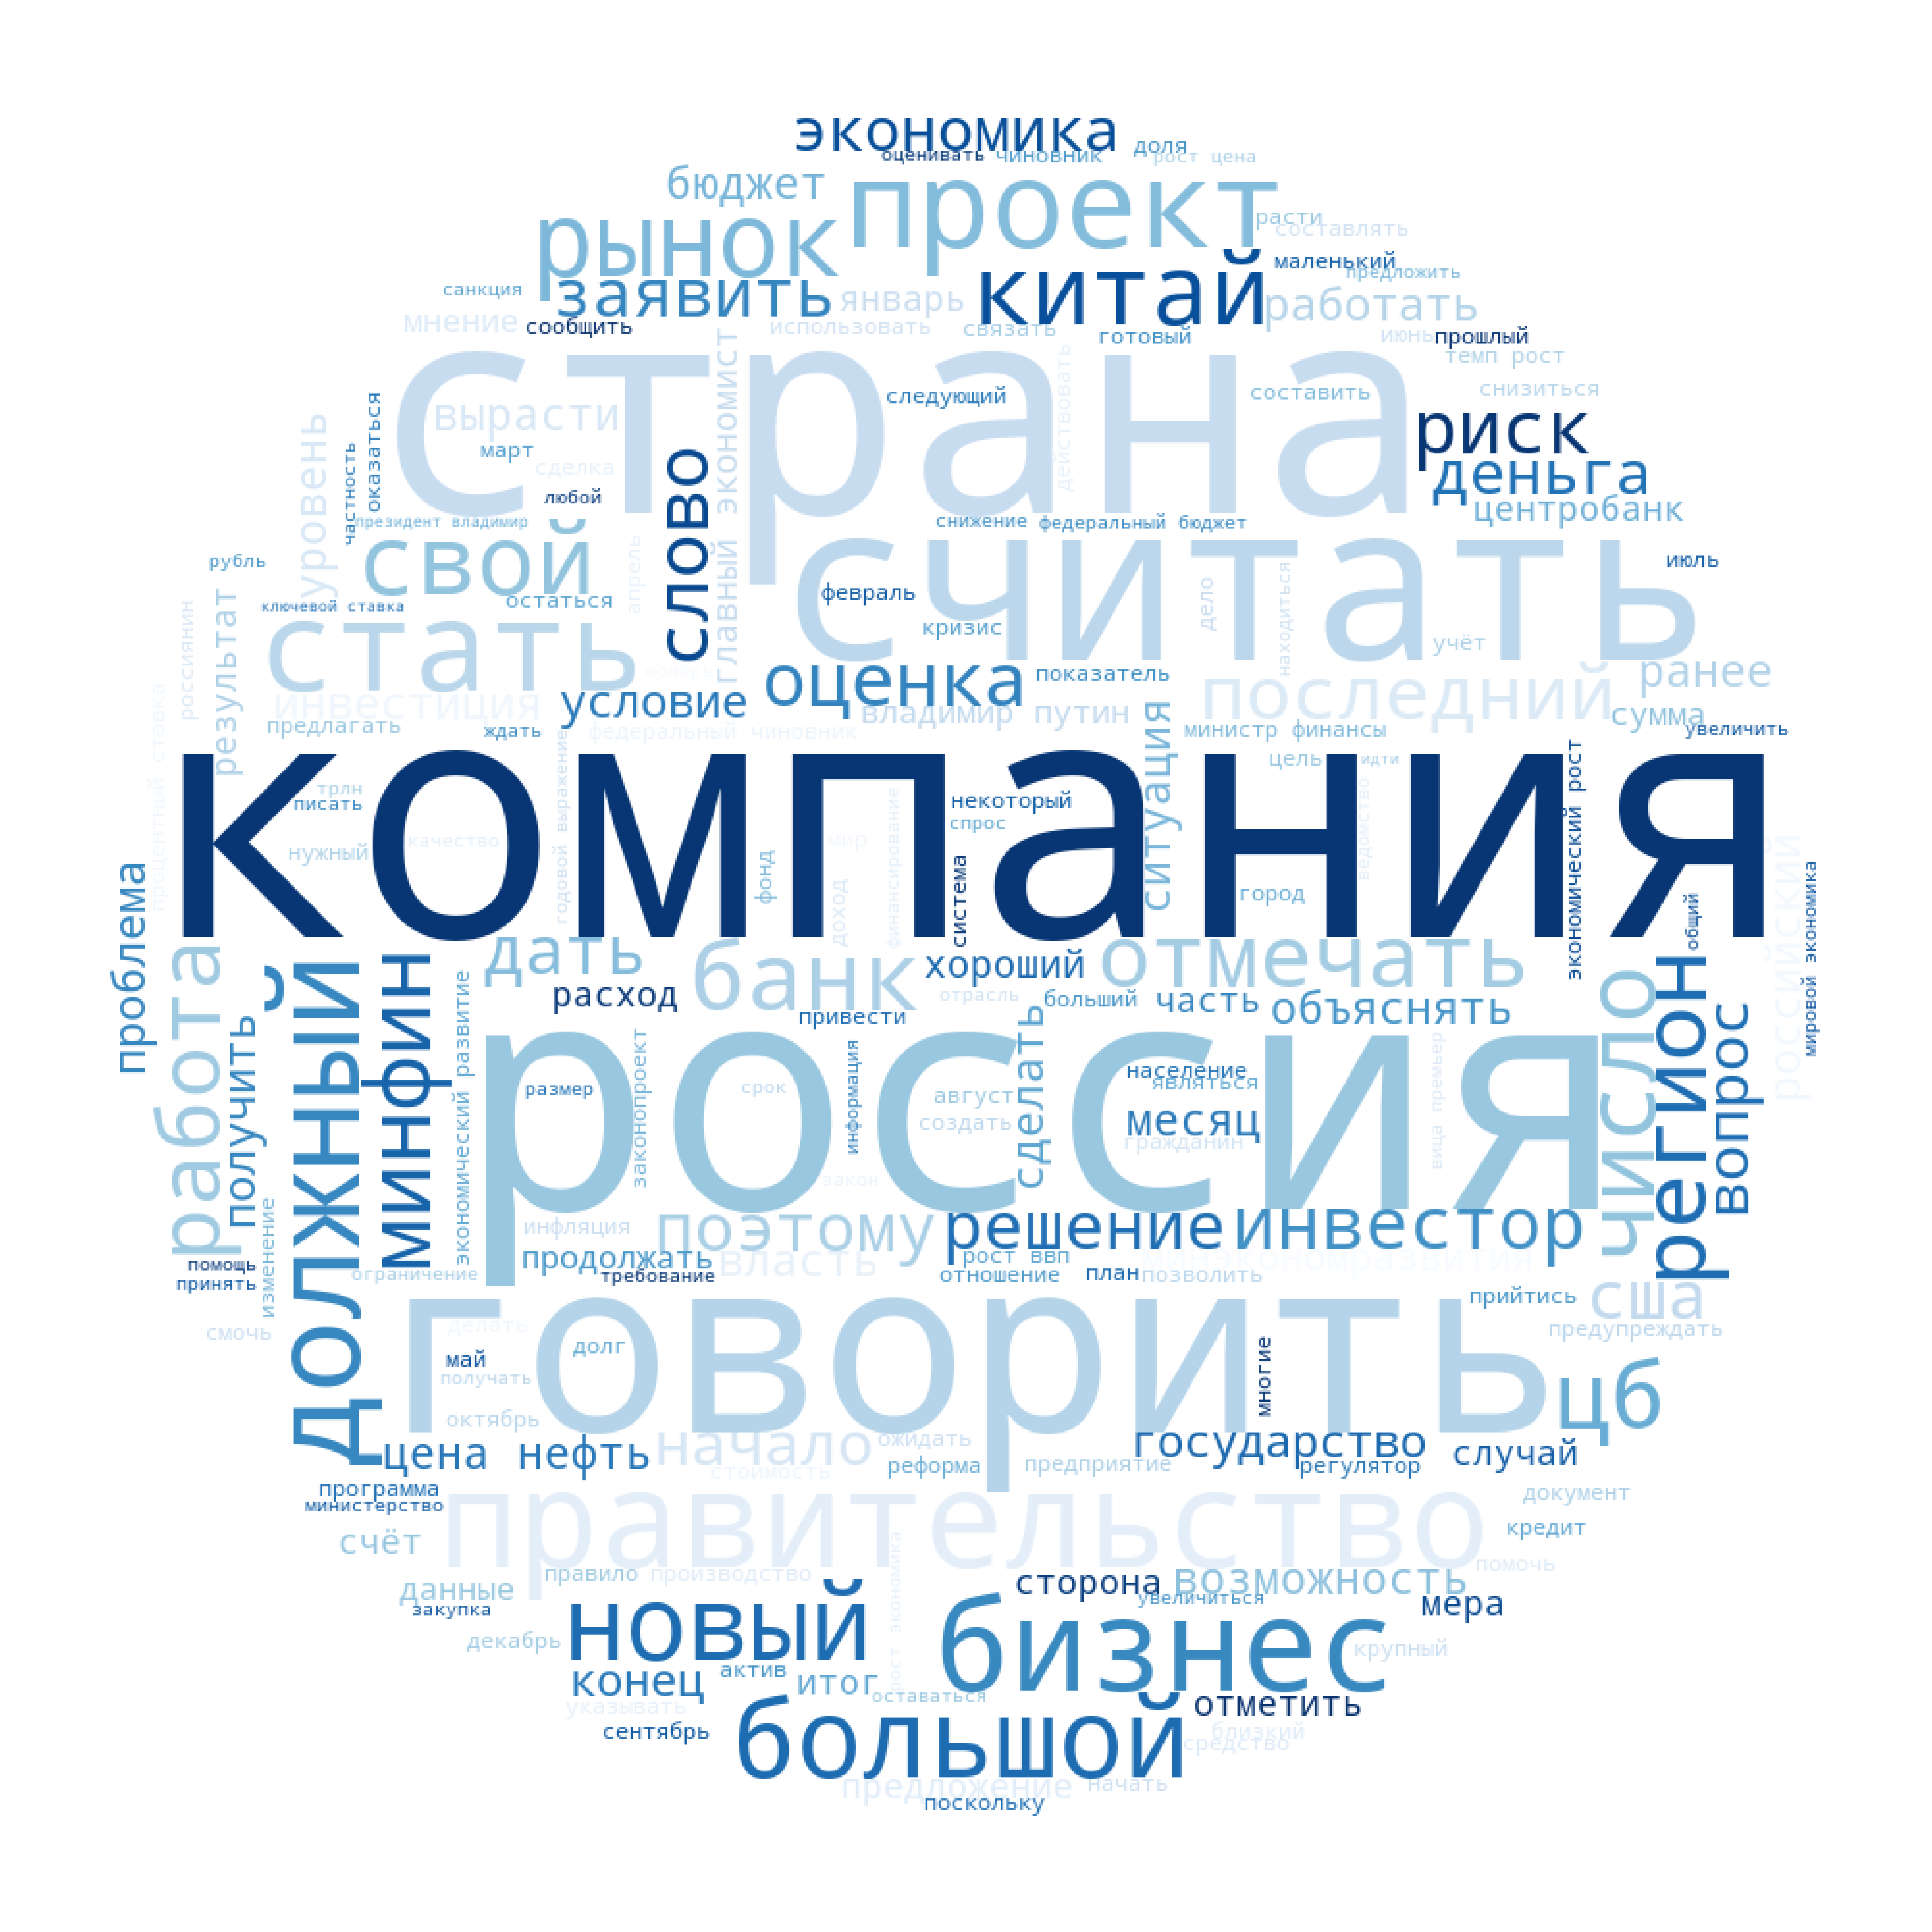 экономика
оценивать
чиновник
доля
рост цена
бюджет
проект
рынок
расти
составлять
китай
маленький
предложить
санкция
заявить
январь
работать
мнение
сообщить
использовать
связать
готовый
июнь
прошлый
темп рост
страна
снизиться
следующий
составить
вырасти
риск
уровень
оказаться
частность
март
сделка
любой
слово
главный экономист
действовать
деньга
центробанк
президент владимир
снижение
федеральный бюджет
свой
считать
рубль
апрель
июль
ключевой ставка
остаться
февраль
дело
находиться
россиянин
результат
стать
кризис
учёт
ноябрь
оценка
показатель
последний
ранее
инвестиция
условие
владимир путин
ситуация
сумма
предлагать
ждать
федеральный чиновник
министр финансы
увеличить
процентный ставка
компания
годовой выражение
цель
идти
экономический рост
трлн
писать
некоторый
спрос
нужный
качество
мир
финансирование
ведомство
российский
проблема
фонд
доход
система
город
общий
мировой экономика
работа
должный
минфин
дать
банк
хороший
отмечать
число
регион
расход
отрасль
больший
часть
объяснять
вопрос
получить
экономический развитие
привести
россия
законопроект
информация
сделать
население
являться
вица премьер
размер
срок
август
создать
месяц
гражданин
закон
изменение
инфляция
поэтому
решение
инвестор
помощь
принять
ограничение
продолжать
требование
власть
рост ввп
отношение
план
позволить
минэкономразвития
прийтись
сша
смочь
делать
говорить
предупреждать
долг
май
получать
многие
цб
октябрь
цена нефть
начало
ожидать
государство
случай
стоимость
реформа
предприятие
регулятор
программа
министерство
правительство
документ
счёт
кредит
рост экономика
правило
производство
помочь
данные
закупка
новый
сторона
возможность
увеличиться
мера
бизнес
декабрь
крупный
конец
актив
итог
оставаться
указывать
отметить
сентябрь
большой
близкий
средство
предложение
начать
поскольку